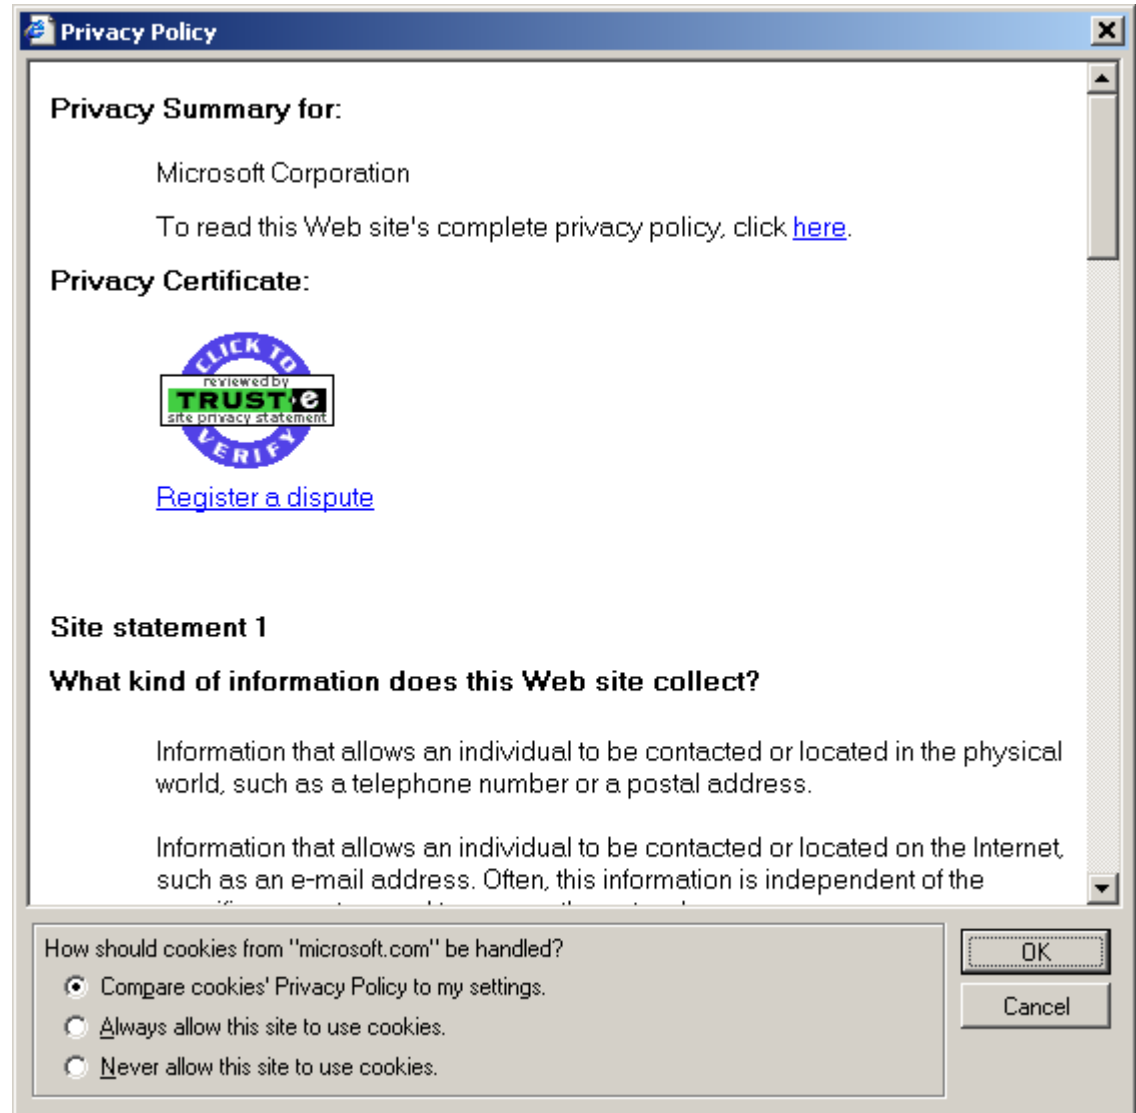 Privacy Policy
Privacy Summary for:
Microsoft Corporation
To read this Web site's complete privacy policy, click here.
Privacy Certificate:
CLICK TO
reviewed by
TRUST·e
site privacy statement
VERIFY
Register a dispute
Site statement 1
What kind of information does this Web site collect?
Information that allows an individual to be contacted or located in the physical
world, such as a telephone number or a postal address.
Information that allows an individual to be contacted or located on the Internet,
such as an e-mail address. Often, this information is independent of the
How should cookies from "microsoft.com" be handled?
Compare cookies' Privacy Policy to my settings.
Always allow this site to use cookies.
Never allow this site to use cookies.
OK
Cancel